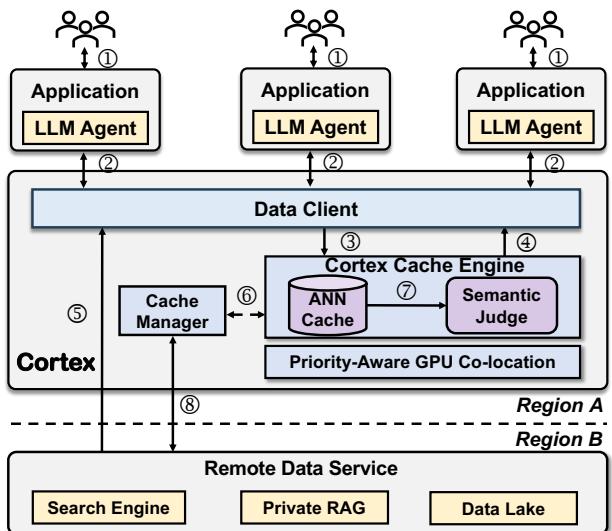 ① ① ①
Application Application Application
LLM Agent LLM Agent LLM Agent
② ② ②
Data Client
③ ④
Cortex Cache Engine
Cache
Manager
⑥
ANN
Cache
⑦
Semantic
Judge
⑤
Cortex
Priority-Aware GPU Co-location
Region A
⑧
Region B
Remote Data Service
Search Engine Private RAG Data Lake